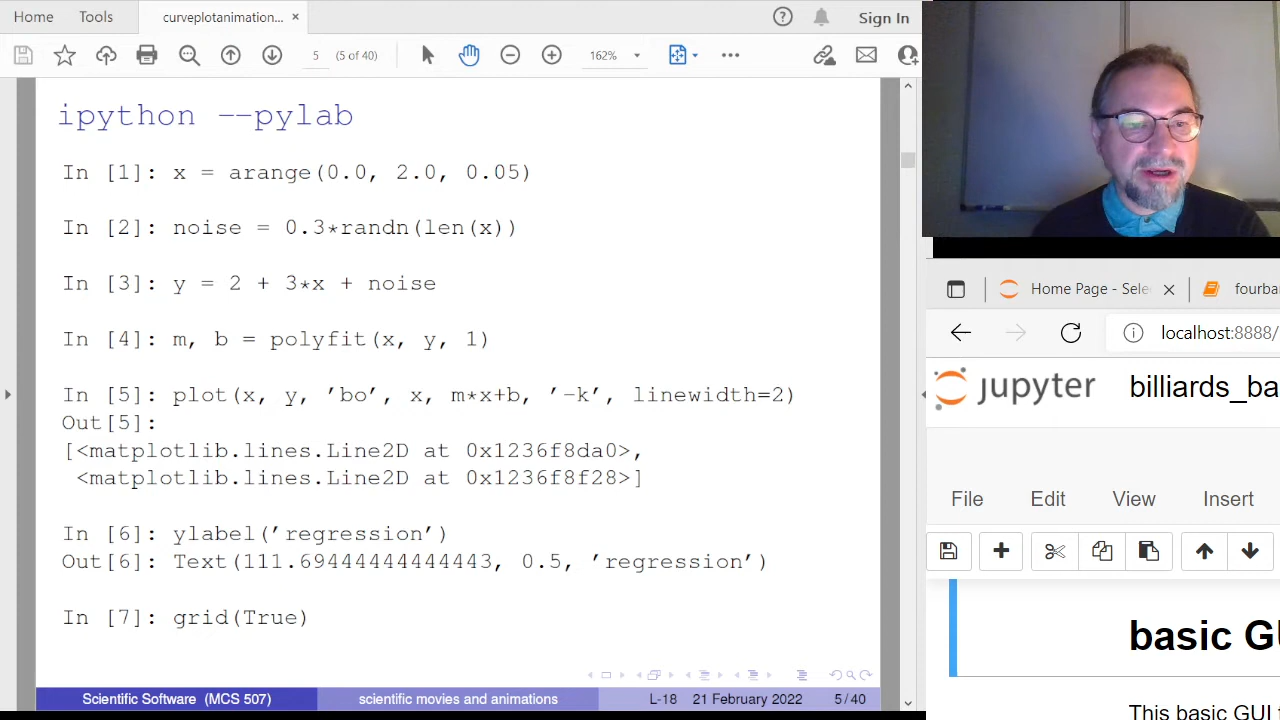 Home Tools curveplotanimation... ×
Sign In
5 (5 of 40) 162%
ipython --pylab
In [1]: x = arange(0.0, 2.0, 0.05)
In [2]: noise = 0.3*randn(len(x))
In [3]: y = 2 + 3*x + noise
In [4]: m, b = polyfit(x, y, 1)
In [5]: plot(x, y, ’bo’, x, m*x+b, ’-k’, linewidth=2)
Out[5]:
[<matplotlib.lines.Line2D at 0x1236f8da0>,
<matplotlib.lines.Line2D at 0x1236f8f28>]
In [6]: ylabel(’regression’)
Out[6]: Text(111.69444444444443, 0.5, ’regression’)
In [7]: grid(True)
Scientific Software (MCS 507) scientific movies and animations L-18 21 February 2022 5/40
Home Page - Sele × fourba
localhost:8888/
jupyter billiards_ba
File Edit View Insert
basic GU
This basic GUI